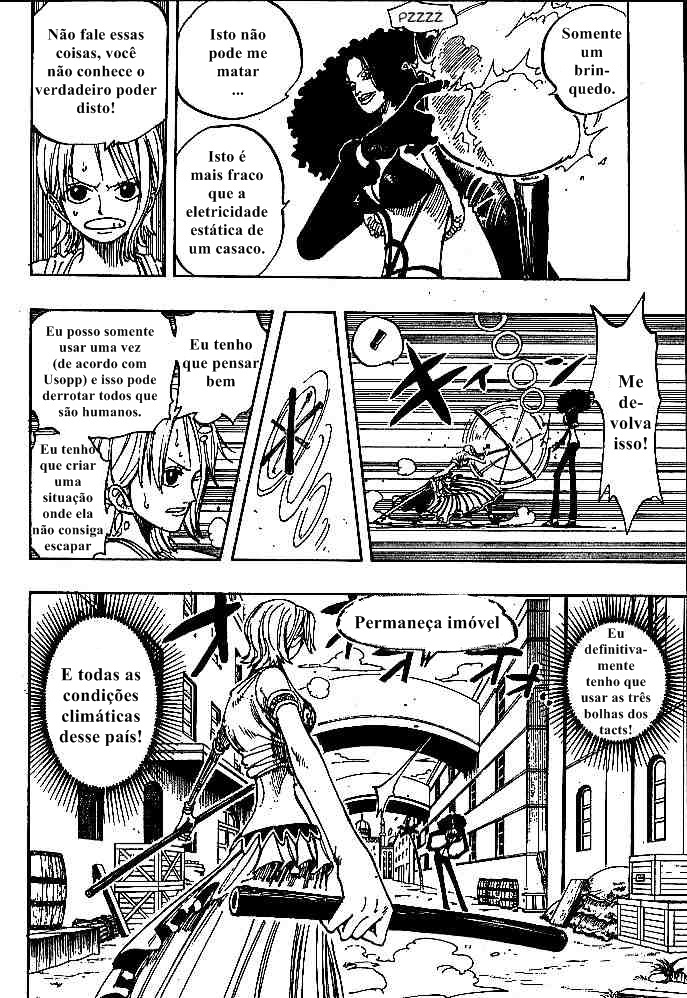 Somente
um
brin-
quedo.
PZZZZ
Isto não
pode me
matar
...
Isto é
mais fraco
que a
eletricidade
estática de
um casaco.
Não fale essas
coisas, você
não conhece o
verdadeiro poder
disto!
Me
de-
volva
isso!
Eu tenho
que pensar
bem
Eu posso somente
usar uma vez
(de acordo com
Usopp) e isso pode
derrotar todos que
são humanos.
Eu tenho
que criar
uma
situação
onde ela
não consiga
escapar
Eu
definitiva-
mente
tenho que
usar as três
bolhas dos
tacts!
Permaneça imóvel
E todas as
condições
climáticas
desse país!